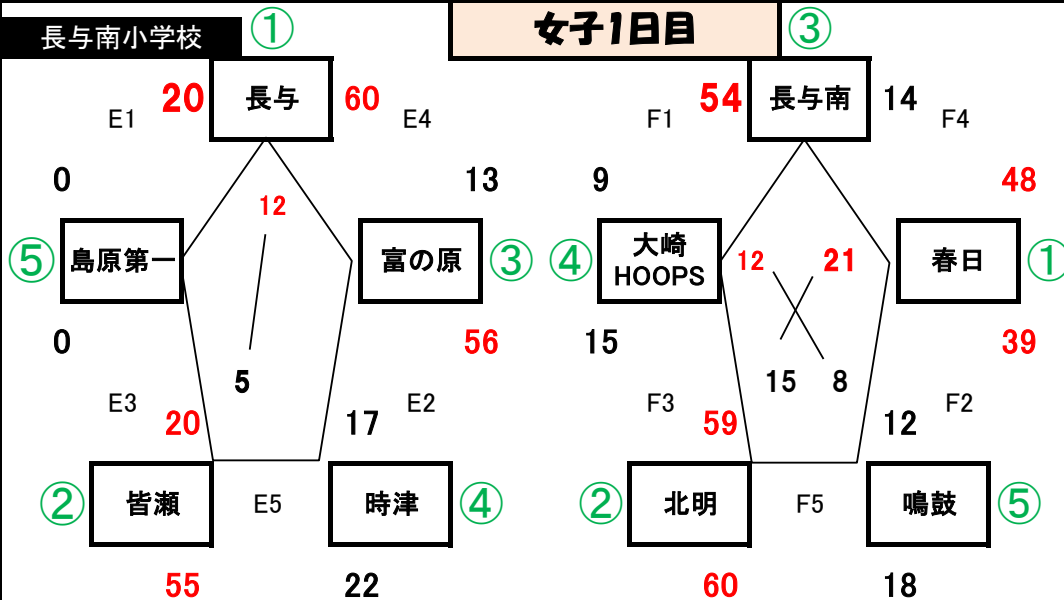 長与南小学校
①
女子1日目
③
E1
20
長与
60
E4
F1
54
長与南
14
F4
0
13
9
48
12
⑤
島原第一
富の原
③
④
大崎
HOOPS
12
21
春日
①
0
56
15
39
5
15
8
E3
20
17
E2
F3
59
12
F2
②
皆瀬
E5
時津
④
②
北明
F5
鳴鼓
⑤
55
22
60
18